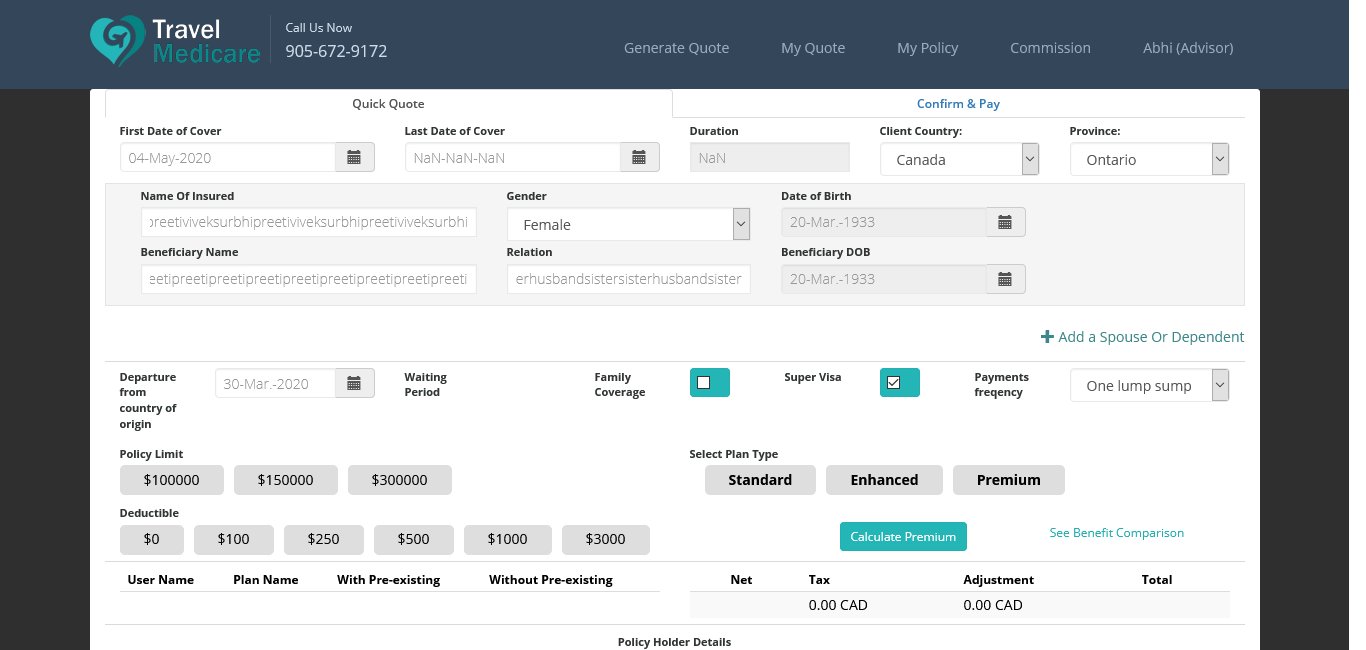 Travel
Medicare
Call Us Now
905-672-9172
Generate Quote My Quote My Policy Commission Abhi (Advisor)
Quick Quote Confirm & Pay
First Date of Cover Last Date of Cover Duration Client Country: Province:
04-May-2020 NaN-NaN-NaN NaN Canada Ontario
Name Of Insured Gender Date of Birth
preetiviveksurbhipreetiviveksurbhipreetiviveksurbhi Female 20-Mar.-1933
Beneficiary Name Relation Beneficiary DOB
eetipreetipreetipreetipreetipreetipreetipreetipreeti erhusbandsistersisterhusbandsister 20-Mar.-1933
Add a Spouse Or Dependent
Departure from country of origin 30-Mar.-2020 Waiting Period Family Coverage Super Visa Payments freqency One lump sump
Policy Limit Select Plan Type
$100000 $150000 $300000 Standard Enhanced Premium
Deductible
$0 $100 $250 $500 $1000 $3000 Calculate Premium See Benefit Comparison
User Name Plan Name With Pre-existing Without Pre-existing Net Tax Adjustment Total
0.00 CAD 0.00 CAD
Policy Holder Details